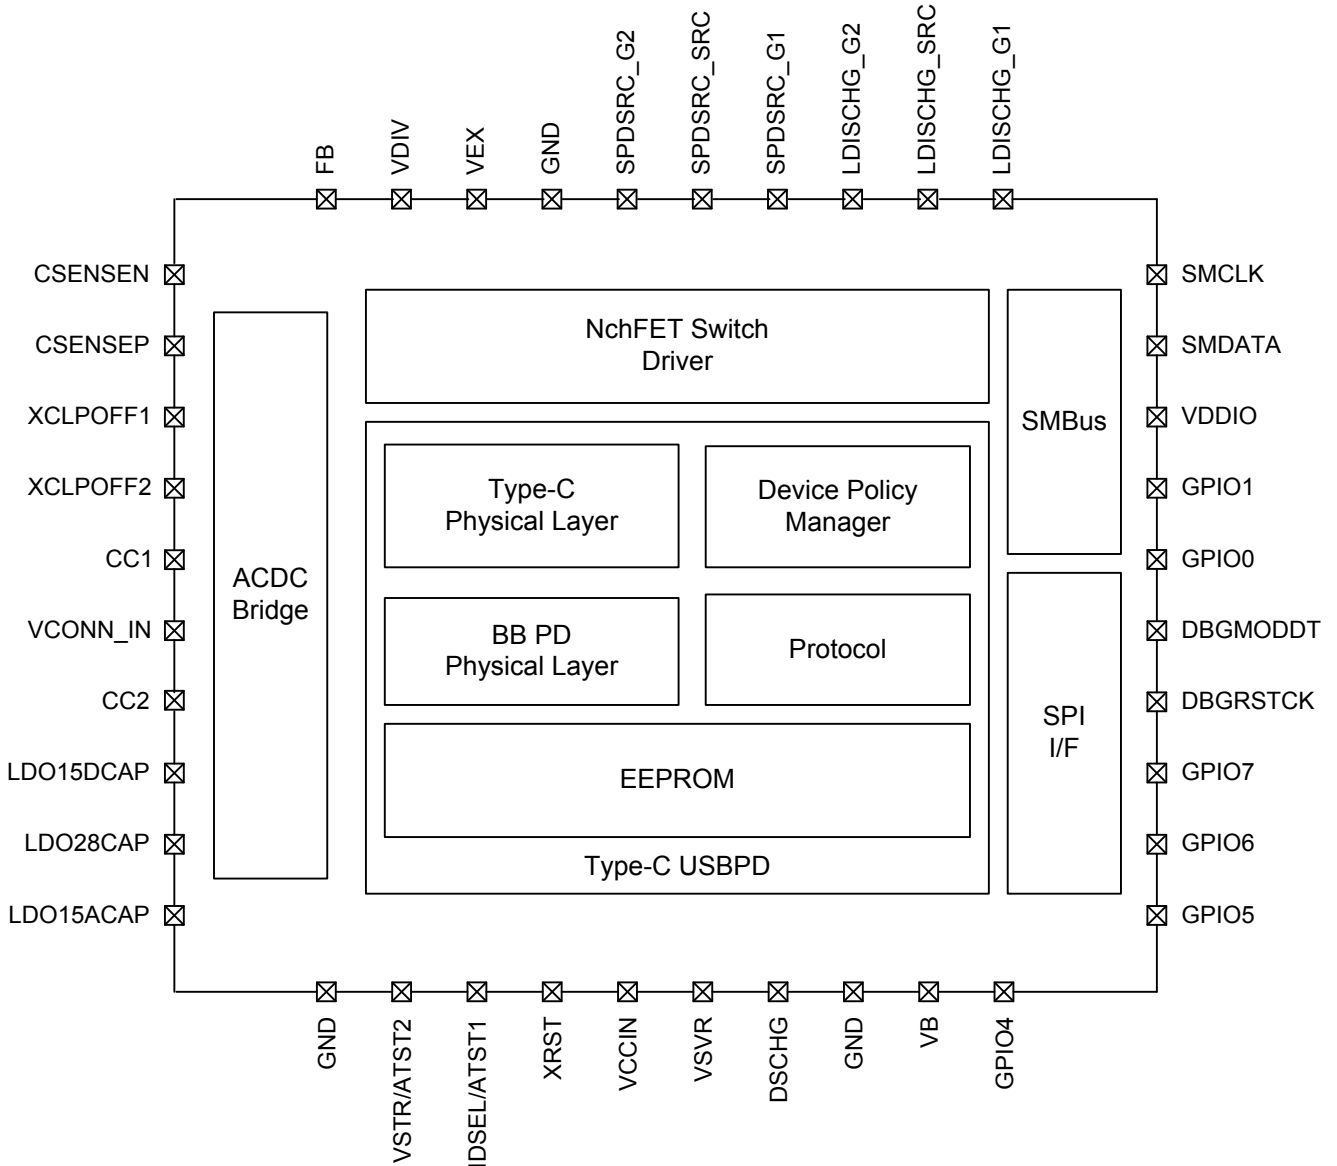 FB
VDIV
VEX
GND
SPDSRC_G2
SPDSRC_SRC
SPDSRC_G1
LDISCHG_G2
LDISCHG_SRC
LDISCHG_G1
CSENSEN
CSENSEP
XCLPOFF1
XCLPOFF2
CC1
VCONN_IN
CC2
LDO15DCAP
LDO28CAP
LDO15ACAP
ACDC
Bridge
NchFET Switch
Driver
Type-C
Physical Layer
Device Policy
Manager
BB PD
Physical Layer
Protocol
EEPROM
Type-C USBPD
SMBus
SPI
I/F
SMCLK
SMDATA
VDDIO
GPIO1
GPIO0
DBGMODDT
DBGRSTCK
GPIO7
GPIO6
GPIO5
GND
VSTR/ATST2
IDSEL/ATST1
XRST
VCCIN
VSVR
DSCHG
GND
VB
GPIO4